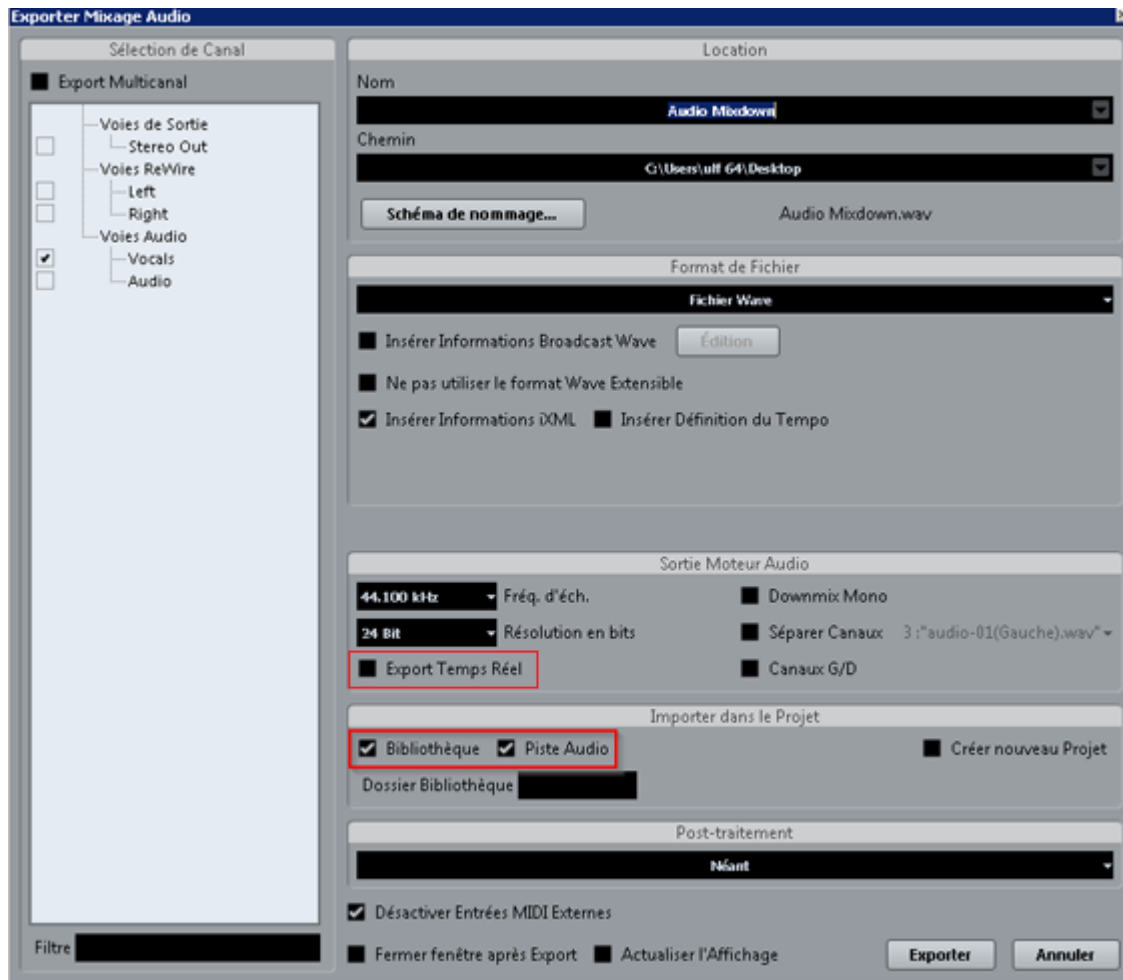 Exporter Mixage Audio
Sélection de Canal
Export Multicanal
Voies de Sortie
Stereo Out
Voies ReWire
Left
Right
Voies Audio
Vocals
Audio
Filtre
Location
Nom
Audio Mixdown
Chemin
C:\Users\ulf 64\Desktop
Schéma de nommage... Audio Mixdown.wav
Format de Fichier
Fichier Wave
Insérer Informations Broadcast Wave Édition
Ne pas utiliser le format Wave Extensible
Insérer Informations iXML Insérer Définition du Tempo
Sortie Moteur Audio
44.100 kHz Fréq. d'éch. Downmix Mono
24 Bit Résolution en bits Séparer Canaux 3 :"audio-01(Gauche).wav"
Export Temps Réel Canaux G/D
Importer dans le Projet
Bibliothèque Piste Audio Créer nouveau Projet
Dossier Bibliothèque
Post-traitement
Néant
Désactiver Entrées MIDI Externes
Fermer fenêtre après Export Actualiser l'Affichage Exporter Annuler